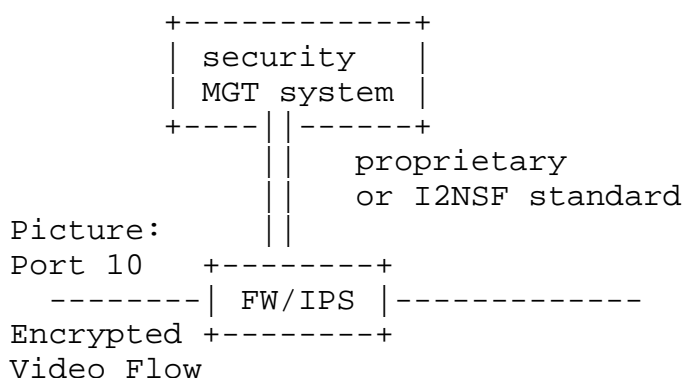 security
MGT system
proprietary
or I2NSF standard
Picture:
Port 10
FW/IPS
Encrypted
Video Flow